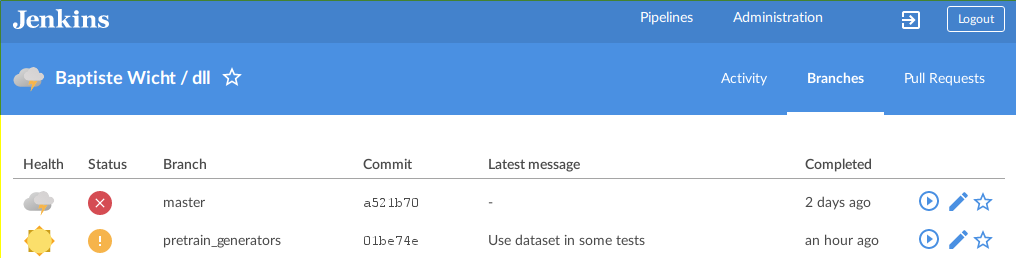 Jenkins Pipelines Administration Logout
Baptiste Wicht / dll Activity Branches Pull Requests
Health Status Branch Commit Latest message Completed
master a521b70 - 2 days ago
pretrain_generators 01be74e Use dataset in some tests an hour ago